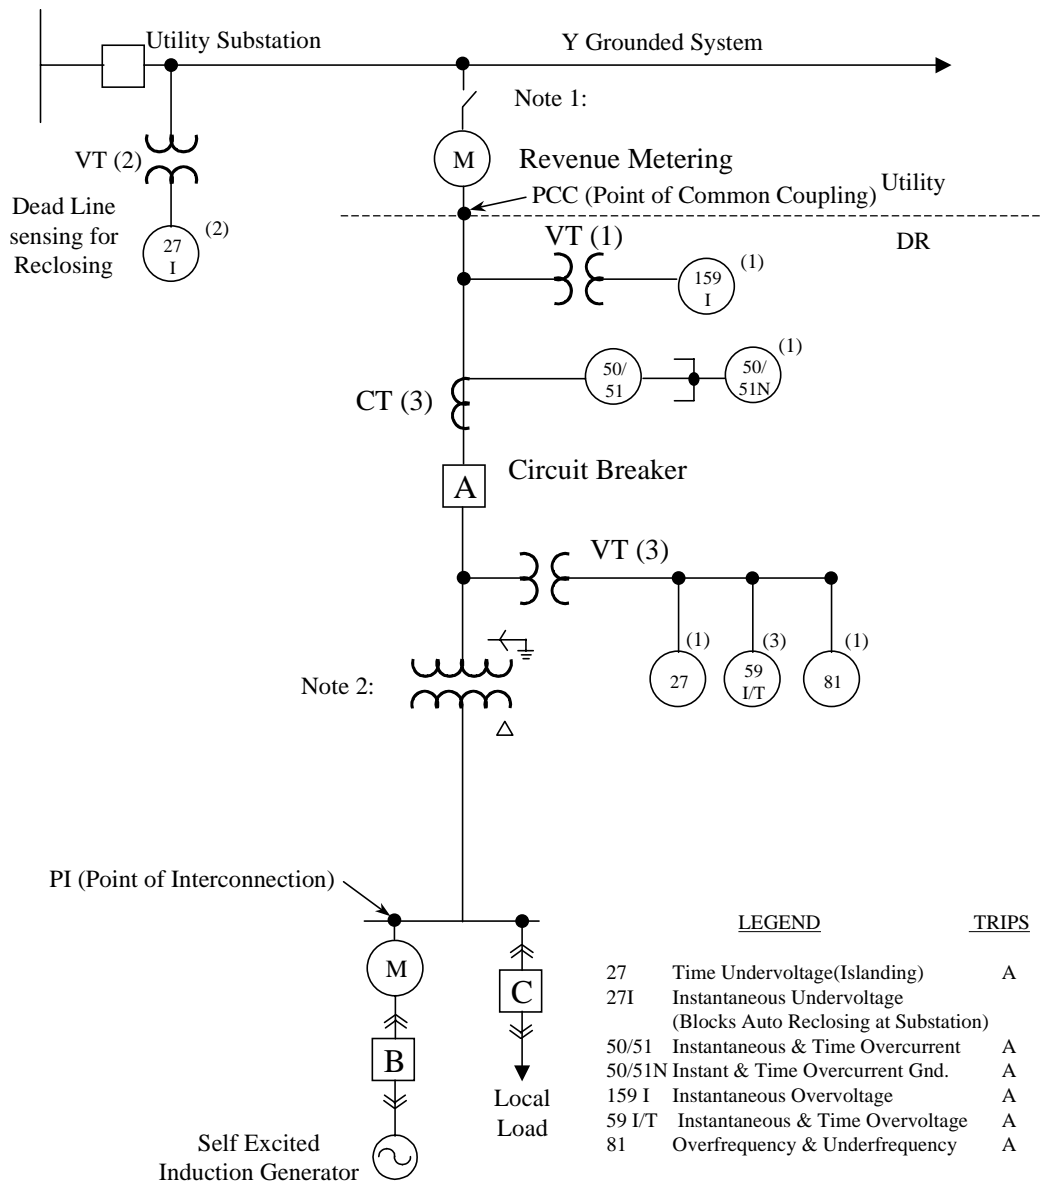 Utility Substation
Y Grounded System
Note 1:
VT (2)
M
Revenue Metering
PCC (Point of Common Coupling)
Utility
Dead Line
sensing for
Reclosing
27
I
(2)
VT (1)
DR
159
I
(1)
CT (3)
50/
51
50/
51N
(1)
A
Circuit Breaker
VT (3)
27
(1)
59
I/T
(3)
81
(1)
Note 2:
PI (Point of Interconnection)
M
C
B
Local
Load
Self Excited
Induction Generator
LEGEND TRIPS
27 Time Undervoltage(Islanding) A
27I Instantaneous Undervoltage
(Blocks Auto Reclosing at Substation)
50/51 Instantaneous & Time Overcurrent A
50/51N Instant & Time Overcurrent Gnd. A
159 I Instantaneous Overvoltage A
59 I/T Instantaneous & Time Overvoltage A
81 Overfrequency & Underfrequency A